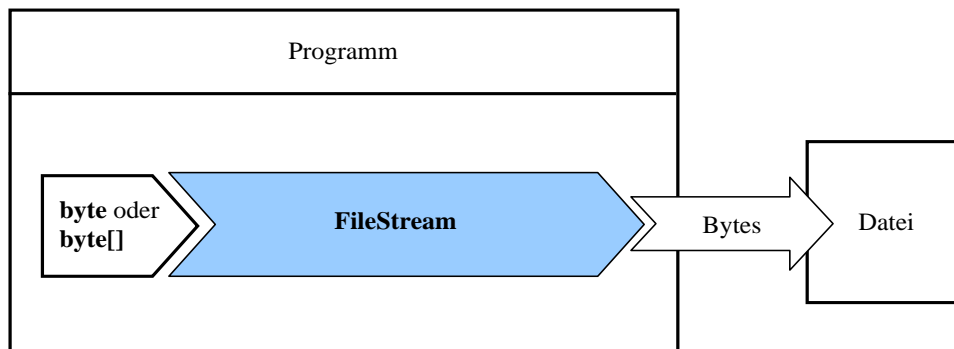 Programm
byte oder
byte[]
FileStream
Bytes
Datei